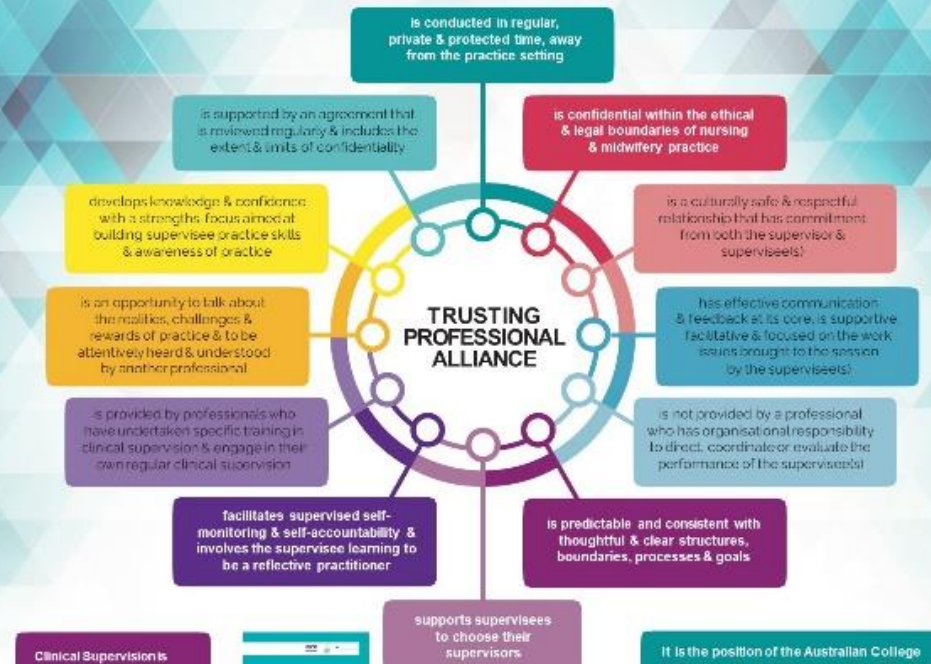 is conducted in regular,
private & protected time, away
from the practice setting
is supported by an agreement that
is reviewed regularly & includes the
extent & limits of confidentiality
is confidential within the ethical
& legal boundaries of nursing
& midwifery practice
develops knowledge & confidence
with a strengths focus aimed at
building supervisee practice skills
& awareness of practice
is a culturally safe & respectful
relationship that has commitment
from both the supervisor &
supervisee(s)
is an opportunity to talk about
the realities, challenges &
rewards of practice & to be
attentively heard & understood
by another professional
TRUSTING
PROFESSIONAL
ALLIANCE
has effective communication
& feedback at its core, is supportive,
facilitative & focused on the work
issues brought to the session
by the supervisee(s)
is provided by professionals who
have undertaken specific training in
clinical supervision & engage in their
own regular clinical supervision
is not provided by a professional
who has organisational responsibility
to direct, coordinate or evaluate the
performance of the supervisee(s)
facilitates supervised self-
monitoring & self-accountability &
involves the supervisee learning to
be a reflective practitioner
is predictable and consistent with
thoughtful & clear structures,
boundaries, processes & goals
supports supervisees
to choose their
supervisors
Clinical Supervision is
It is the position of the Australian College